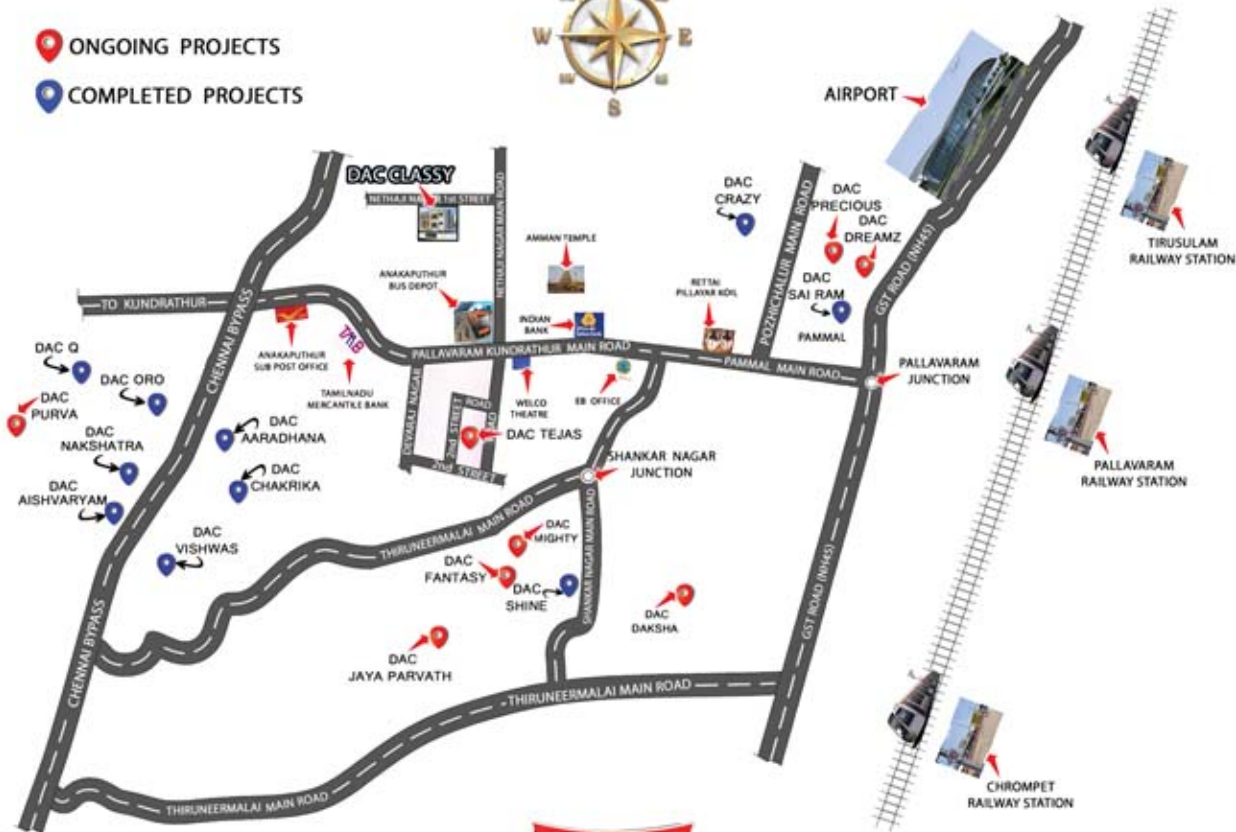 ONGOING PROJECTS
COMPLETED PROJECTS
W
E
S
AIRPORT
DAC CLASSY
NETHAJI NAGAR 1st STREET
NETHAJI NAGAR MAIN ROAD
DAC
CRAZY
POZHICHALUR MAIN ROAD
DAC
PRECIOUS
DAC
DREAMZ
DAC
SAI RAM
PAMMAL
GST ROAD (NH45)
TIRUSULAM
RAILWAY STATION
AMMAN TEMPLE
ANAKAPUTHUR
BUS DEPOT
RETTAI
PILLAYAR KOIL
INDIAN
BANK
TO KUNDRATHUR
CHENNAI BYPASS
ANAKAPUTHUR
SUB POST OFFICE
TMB
TAMILNADU
MERCANTILE BANK
PALLAVARAM KUNDRATHUR MAIN ROAD
PAMMAL MAIN ROAD
PALLAVARAM
JUNCTION
WELCO
THEATRE
EB OFFICE
DAC Q
DAC ORO
DAC
PURVA
DAC
NAKSHATRA
DAC
AISHVARYAM
DAC
AARADHANA
DAC
CHAKRIKA
DAC
VISHWAS
DEVARAJ NAGAR
2nd STREET
ROAD
DAC TEJAS
2nd STREET
SHANKAR NAGAR
JUNCTION
PALLAVARAM
RAILWAY STATION
THIRUNEERMALAI MAIN ROAD
DAC
MIGHTY
DAC
FANTASY
DAC
SHINE
SHANKAR NAGAR MAIN ROAD
DAC
DAKSHA
GST ROAD (NH45)
DAC
JAYA PARVATH
CHENNAI BYPASS
THIRUNEERMALAI MAIN ROAD
THIRUNEERMALAI MAIN ROAD
CHROMPET
RAILWAY STATION